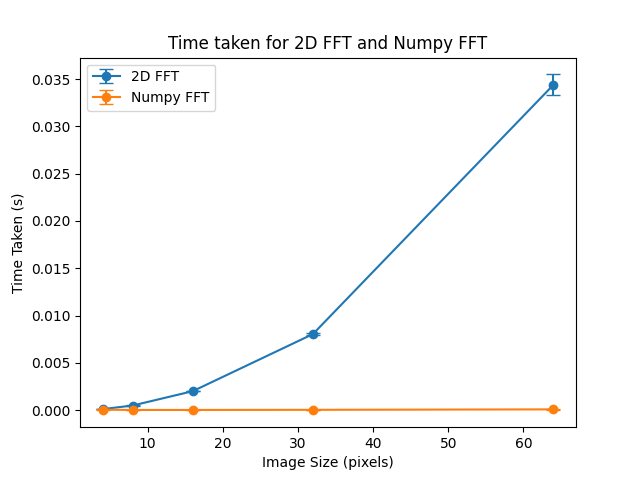 Time taken for 2D FFT and Numpy FFT
2D FFT
Numpy FFT
Time Taken (s)
0.035
0.030
0.025
0.020
0.015
0.010
0.005
0.000
10 20 30 40 50 60
Image Size (pixels)